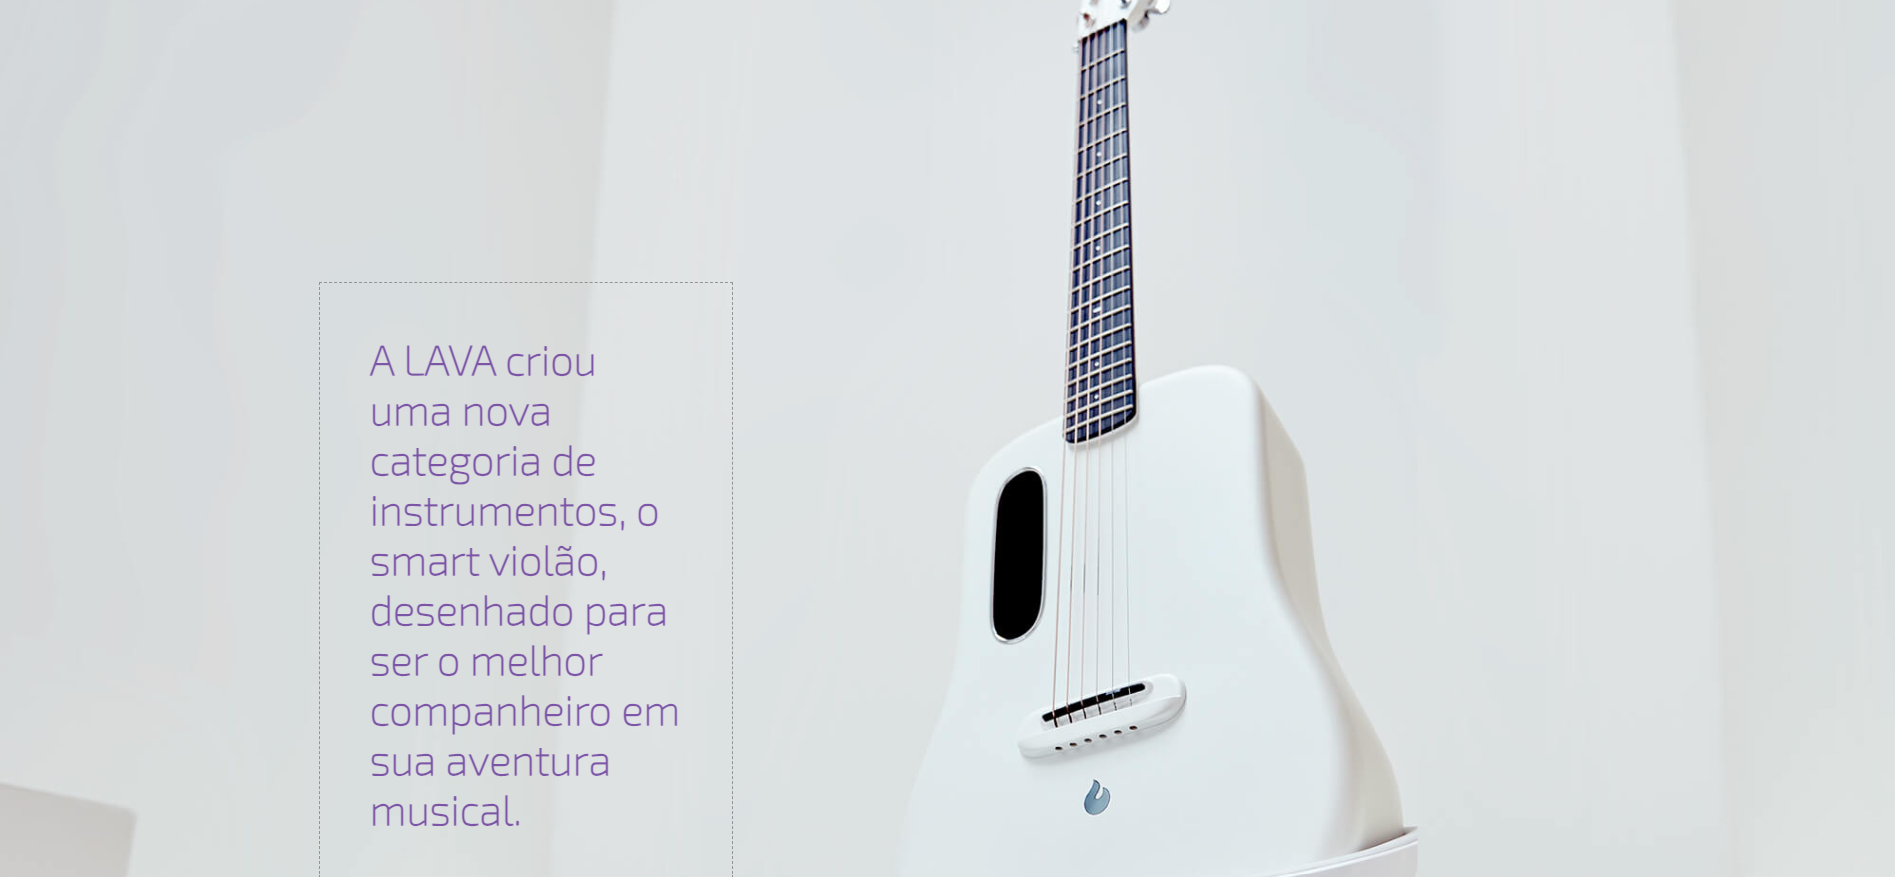 A LAVA criou
uma nova
categoria de
instrumentos, o
smart violão,
desenhado para
ser o melhor
companheiro em
sua aventura
musical.